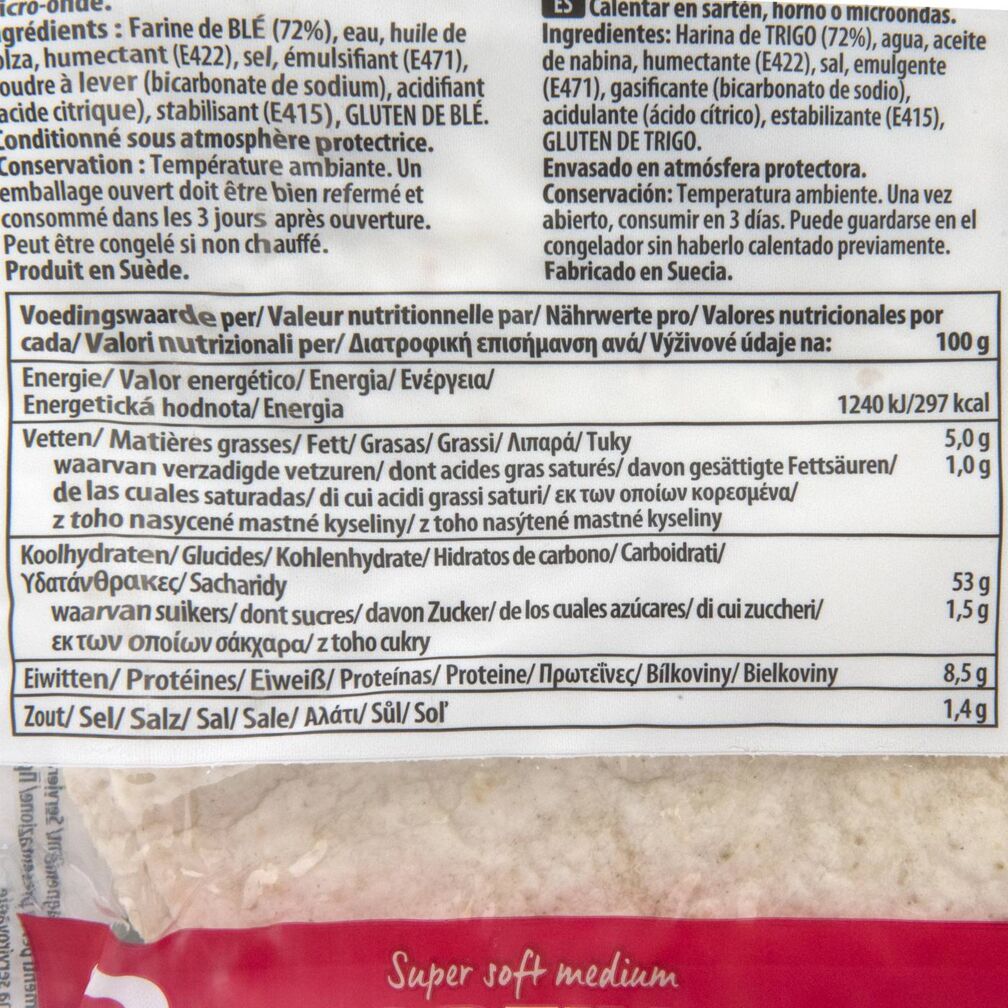 micro-onde.
Ingrédients : Farine de BLÉ (72%), eau, huile de
colza, humectant (E422), sel, émulsifiant (E471),
poudre à lever (bicarbonate de sodium), acidifiant
(acide citrique), stabilisant (E415), GLUTEN DE BLÉ.
Conditionné sous atmosphère protectrice.
Conservation : Température ambiante. Un
emballage ouvert doit être bien refermé et
consommé dans les 3 jours après ouverture.
Peut être congelé si non chauffé.
Produit en Suède.
ES Calentar en sartén, horno o microondas.
Ingredientes: Harina de TRIGO (72%), agua, aceite
de nabina, humectante (E422), sal, emulgente
(E471), gasificante (bicarbonato de sodio),
acidulante (ácido cítrico), estabilizante (E415),
GLUTEN DE TRIGO.
Envasado en atmósfera protectora.
Conservación: Temperatura ambiente. Una vez
abierto, consumir en 3 días. Puede guardarse en el
congelador sin haberlo calentado previamente.
Fabricado en Suecia.
Voedingswaarde per/ Valeur nutritionnelle par/ Nährwerte pro/ Valores nutricionales por
cada/ Valori nutrizionali per/ Διατροφική επισήμανση ανά/ Výživové údaje na: 100 g
Energie/ Valor energético/ Energia/ Ενέργεια/
Energetická hodnota/ Energia 1240 kJ/297 kcal
Vetten/ Matières grasses/ Fett/ Grasas/ Grassi/ Λιπαρά/ Tuky 5,0 g
waarvan verzadigde vetzuren/ dont acides gras saturés/ davon gesättigte Fettsäuren/ 1,0 g
de las cuales saturadas/ di cui acidi grassi saturi/ εκ των οποίων κορεσμένα/
z toho nasycené mastné kyseliny/ z toho nasýtené mastné kyseliny
Koolhydraten/ Glucides/ Kohlenhydrate/ Hidratos de carbono/ Carboidrati/
Υδατάνθρακες/ Sacharidy 53 g
waarvan suikers/ dont sucres/ davon Zucker/ de los cuales azúcares/ di cui zuccheri/ 1,5 g
εκ των οποίων σάκχαρα/ z toho cukry
Eiwitten/ Protéines/ Eiweiß/ Proteínas/ Proteine/ Πρωτεΐνες/ Bílkoviny/ Bielkoviny 8,5 g
Zout/ Sel/ Salz/ Sal/ Sale/ Αλάτι/ Sůl/ Soľ 1,4 g
Super soft medium